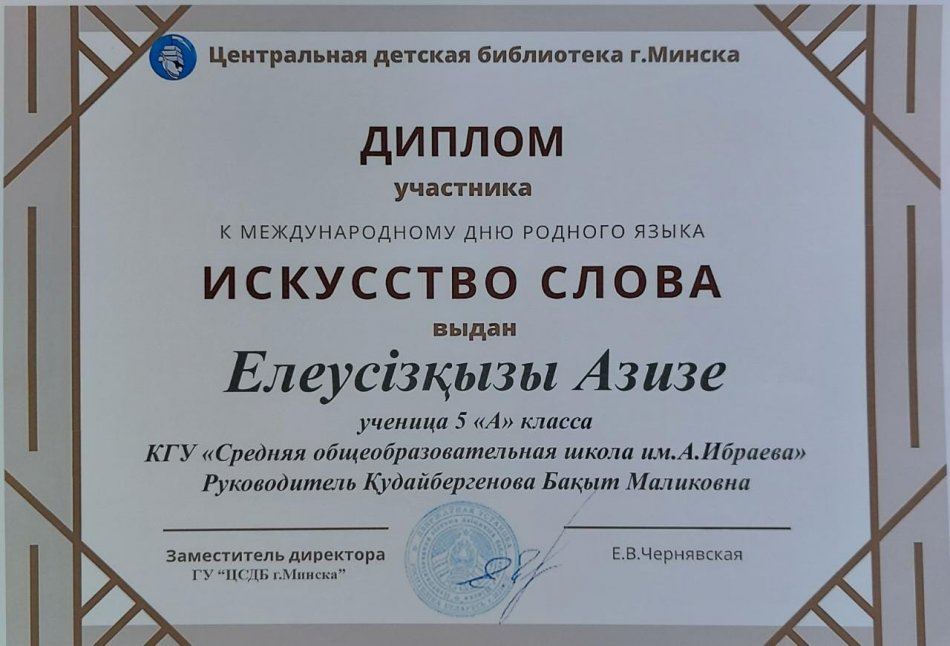 Центральная детская библиотека г.Минска
ДИПЛОМ
участника
К МЕЖДУНАРОДНОМУ ДНЮ РОДНОГО ЯЗЫКА
ИСКУССТВО СЛОВА
выдан
Елеусізқызы Азизе
ученица 5 «А» класса
КГУ «Средняя общеобразовательная школа им.А.Ибраева»
Руководитель Қудайбергенова Бақыт Маликовна
Заместитель директора
ГУ “ЦСДБ г.Минска”
Е.В.Чернявская